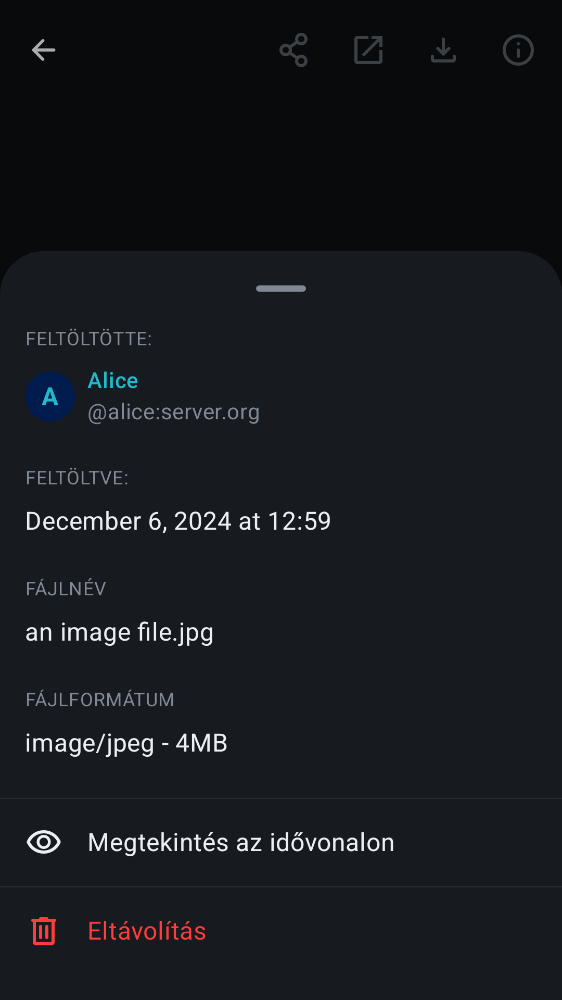 FELTÖLTÖTTE:
A
Alice
@alice:server.org
FELTÖLTVE:
December 6, 2024 at 12:59
FÁJLNÉV
an image file.jpg
FÁJLFORMÁTUM
image/jpeg - 4MB
Megtekintés az idővonalon
Eltávolítás